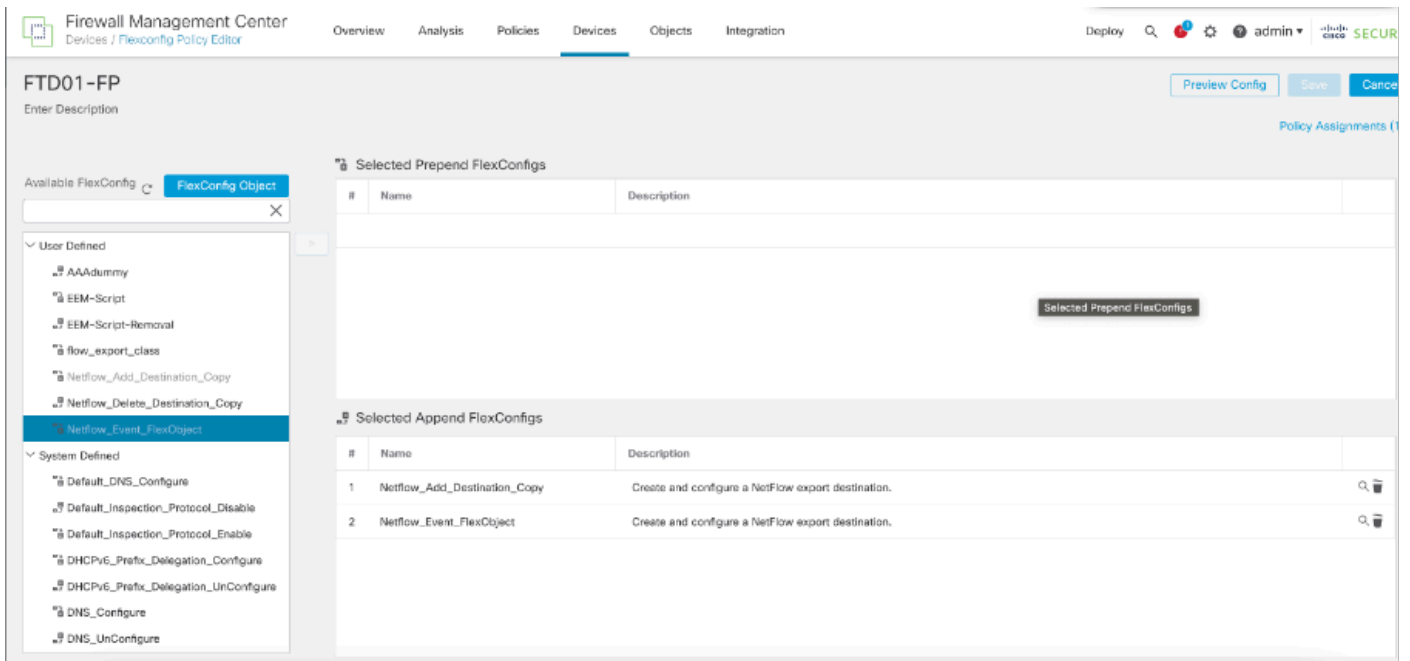 Firewall Management Center
Devices / Flexconfig Policy Editor
Overview Analysis Policies Devices Objects Integration
Deploy admin cisco SECUR
FTD01-FP
Enter Description
Preview Config Save Cance
Policy Assignments (1
Available FlexConfig FlexConfig Object
User Defined
AAAdummy
EEM-Script
EEM-Script-Removal
flow_export_class
Netflow_Add_Destination_Copy
Netflow_Delete_Destination_Copy
Netflow_Event_FlexObject
System Defined
Default_DNS_Configure
Default_Inspection_Protocol_Disable
Default_Inspection_Protocol_Enable
DHCPv6_Prefix_Delegation_Configure
DHCPv6_Prefix_Delegation_UnConfigure
DNS_Configure
DNS_UnConfigure
Selected Prepend FlexConfigs
# Name Description
Selected Prepend FlexConfigs
Selected Append FlexConfigs
# Name Description
1 Netflow_Add_Destination_Copy Create and configure a NetFlow export destination.
2 Netflow_Event_FlexObject Create and configure a NetFlow export destination.